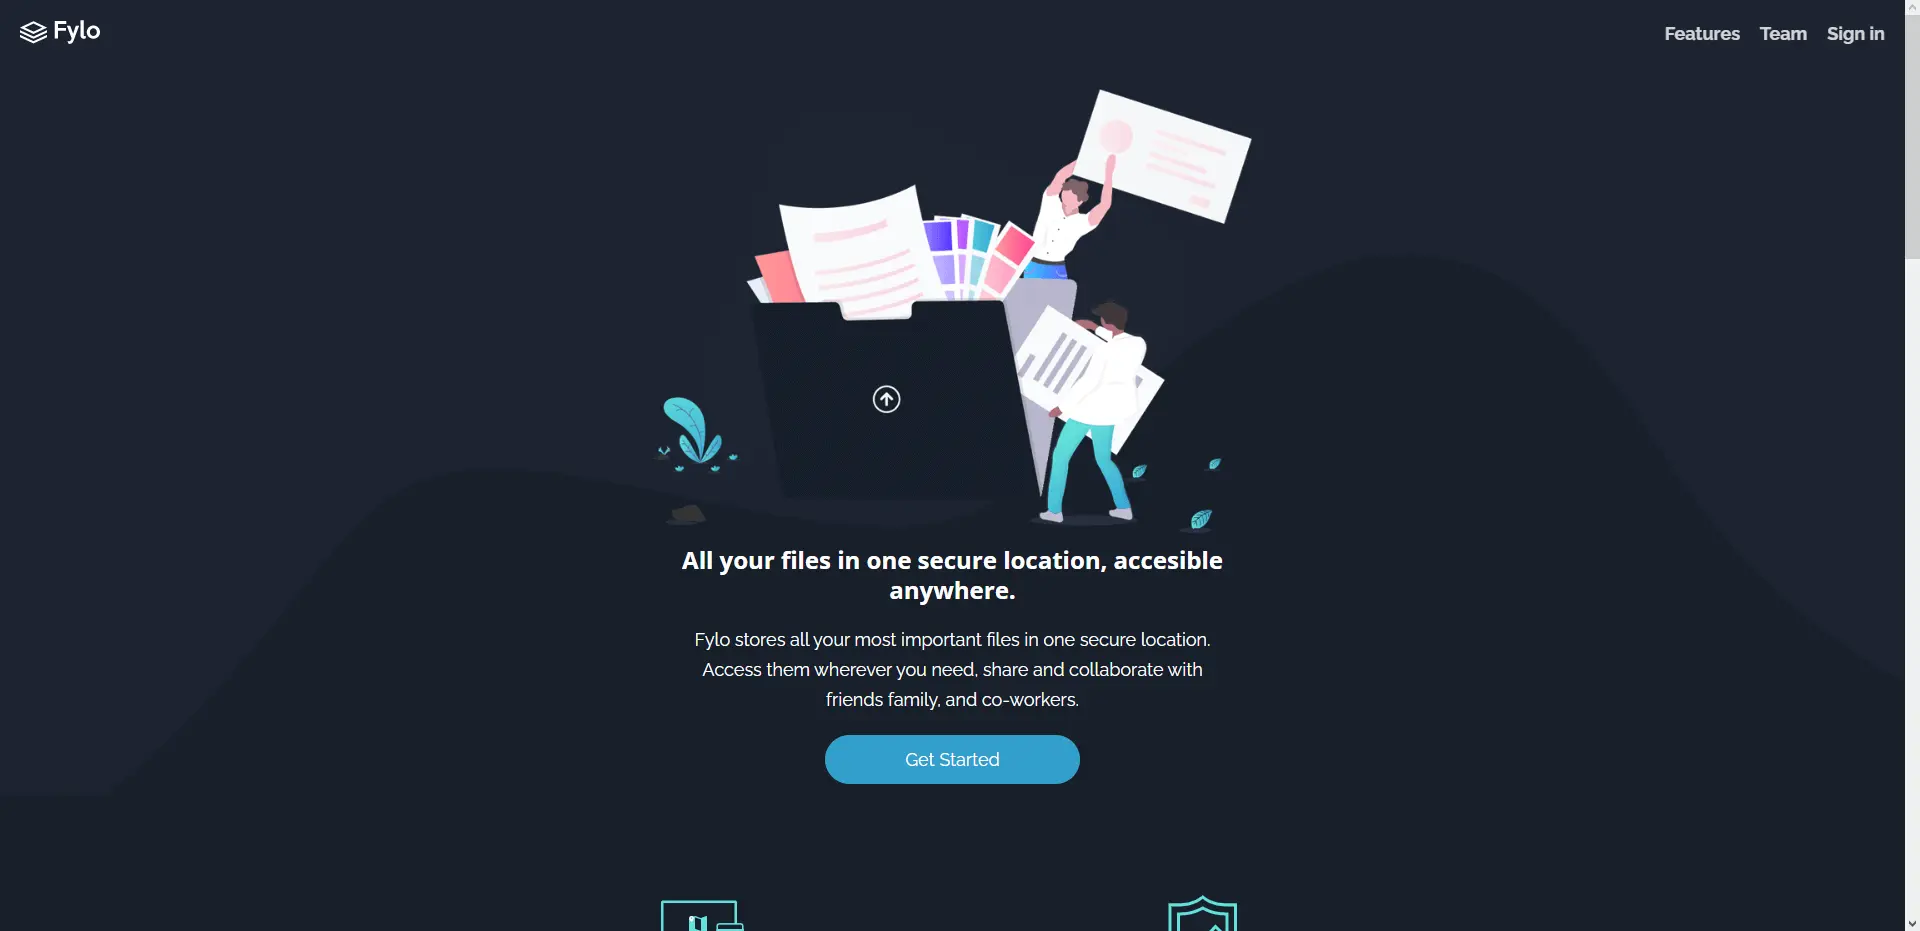 Fylo
Features Team Sign in
All your files in one secure location, accesible
anywhere.
Fylo stores all your most important files in one secure location.
Access them wherever you need, share and collaborate with
friends family, and co-workers.
Get Started